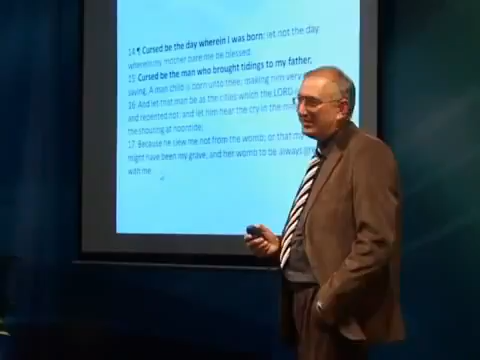 14 ¶ Cursed be the day wherein I was born: let not the day
wherein my mother bare me be blessed.
15 Cursed be the man who brought tidings to my father,
saying, A man child is born unto thee; making him very
16 And let that man be as the cities which the LORD
and repented not: and let him hear the cry in the
the shouting at noontide;
17 Because he slew me not from the womb; or that my
might have been my grave, and her womb to be always
with me